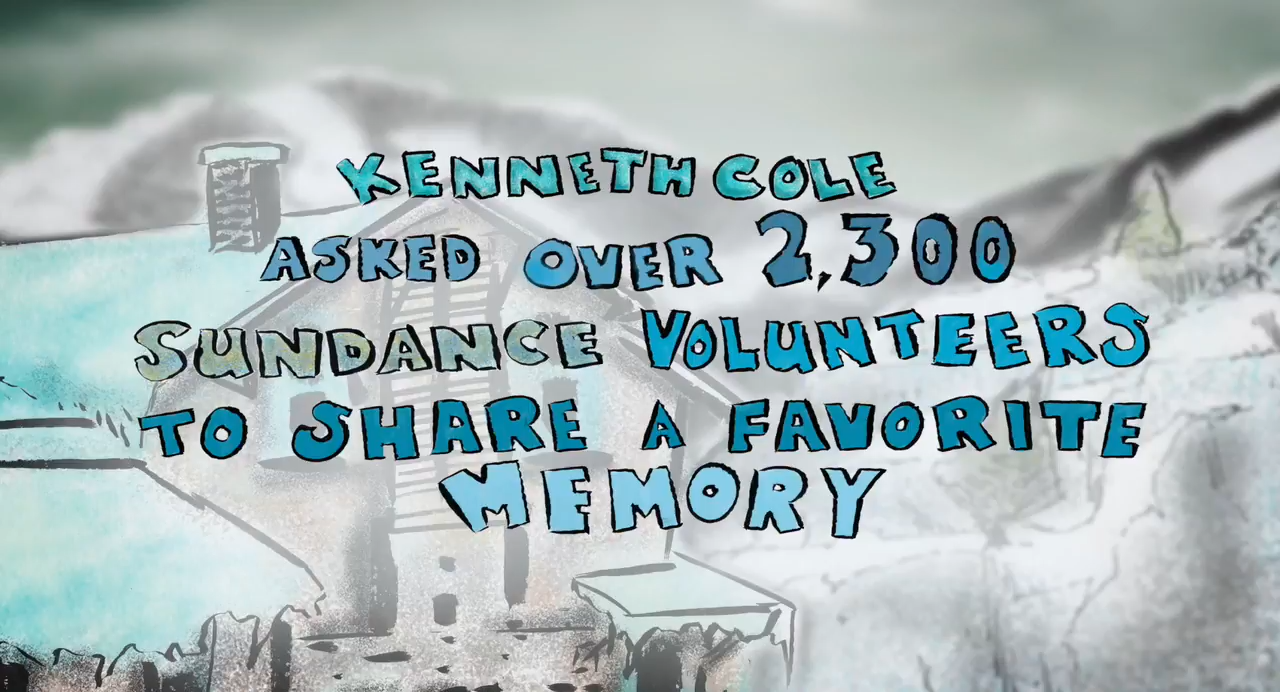 KENNETH COLE
ASKED OVER 2,300
SUNDANCE VOLUNTEERS
TO SHARE A FAVORITE
MEMORY